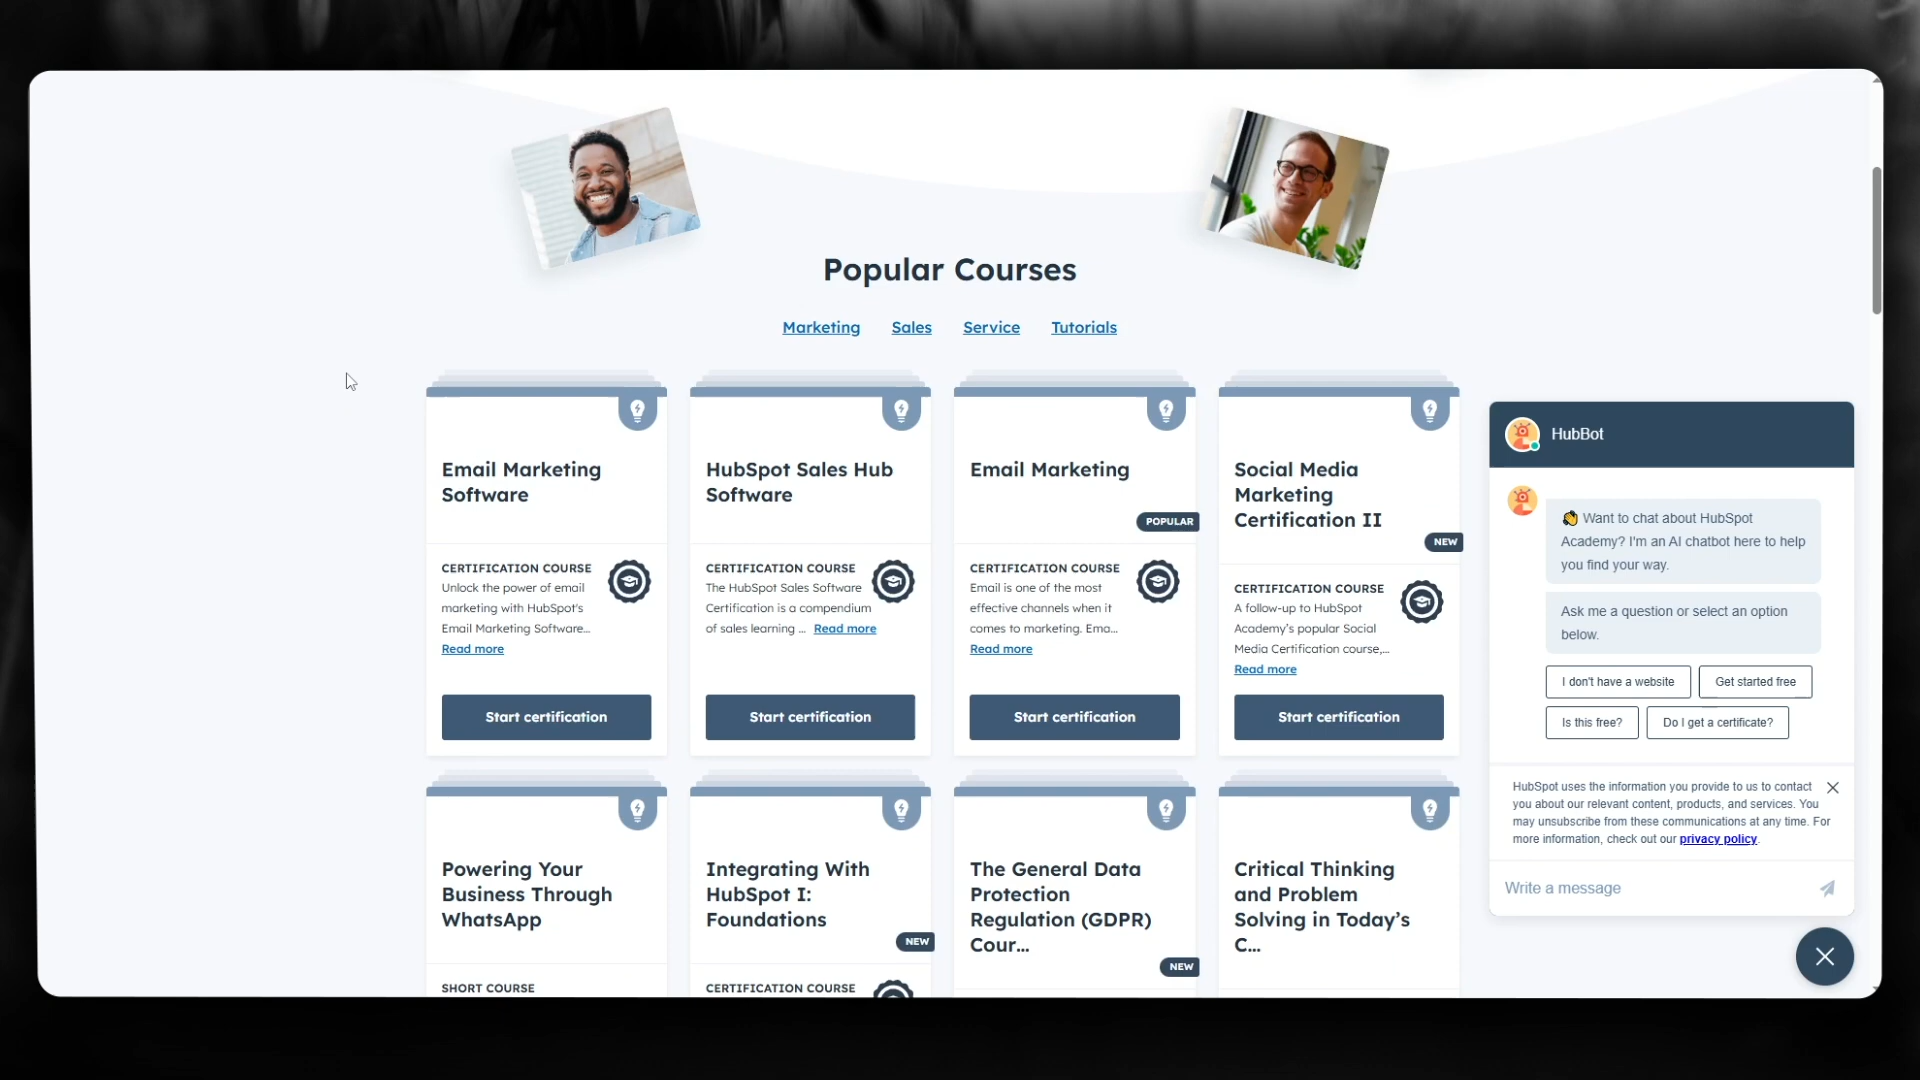 Popular Courses
Marketing Sales Service Tutorials
Email Marketing
Software
CERTIFICATION COURSE
Unlock the power of email
marketing with HubSpot's
Email Marketing Software...
Read more
Start certification
HubSpot Sales Hub
Software
CERTIFICATION COURSE
The HubSpot Sales Software
Certification is a compendium
of sales learning ... Read more
Start certification
Email Marketing
POPULAR
CERTIFICATION COURSE
Email is one of the most
effective channels when it
comes to marketing. Ema...
Read more
Start certification
Social Media
Marketing
Certification II
NEW
CERTIFICATION COURSE
A follow-up to HubSpot
Academy’s popular Social
Media Certification course,...
Read more
Start certification
Powering Your
Business Through
WhatsApp
SHORT COURSE
Integrating With
HubSpot I:
Foundations
NEW
CERTIFICATION COURSE
The General Data
Protection
Regulation (GDPR)
Cour...
NEW
Critical Thinking
and Problem
Solving in Today’s
C...
HubBot
👋 Want to chat about HubSpot
Academy? I'm an AI chatbot here to help
you find your way.
Ask me a question or select an option
below.
I don't have a website
Get started free
Is this free?
Do I get a certificate?
HubSpot uses the information you provide to us to contact
you about our relevant content, products, and services. You
may unsubscribe from these communications at any time. For
more information, check out our privacy policy.
Write a message